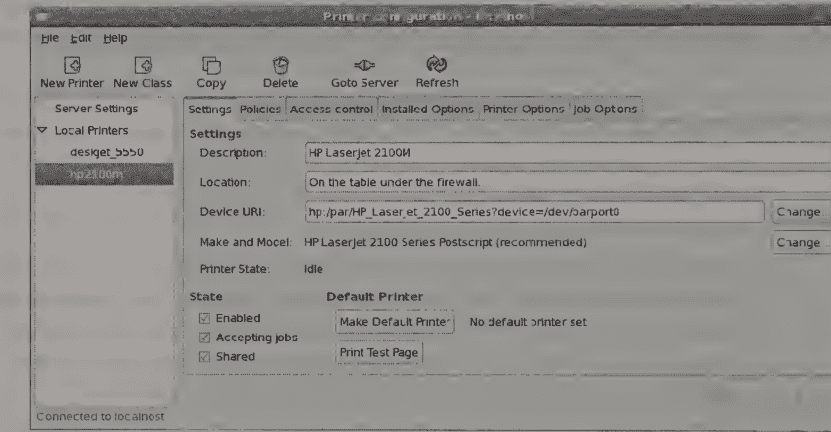 File Edit Help
New Printer New Class Copy Delete Goto Server Refresh
Server Settings
Local Printers
deskjet_5550
hp2100m
Settings Policies Access control Installed Options Printer Options Job Options
Settings
Description: HP LaserJet 2100M
Location: On the table under the firewall.
Device URI: hp:/par/HP_LaserJet_2100_Series?device=/dev/parport0 Change...
Make and Model: HP LaserJet 2100 Series Postscript (recommended) Change...
Printer State: Idle
State Default Printer
Enabled Make Default Printer No default printer set
Accepting jobs
Shared Print Test Page
Connected to localhost